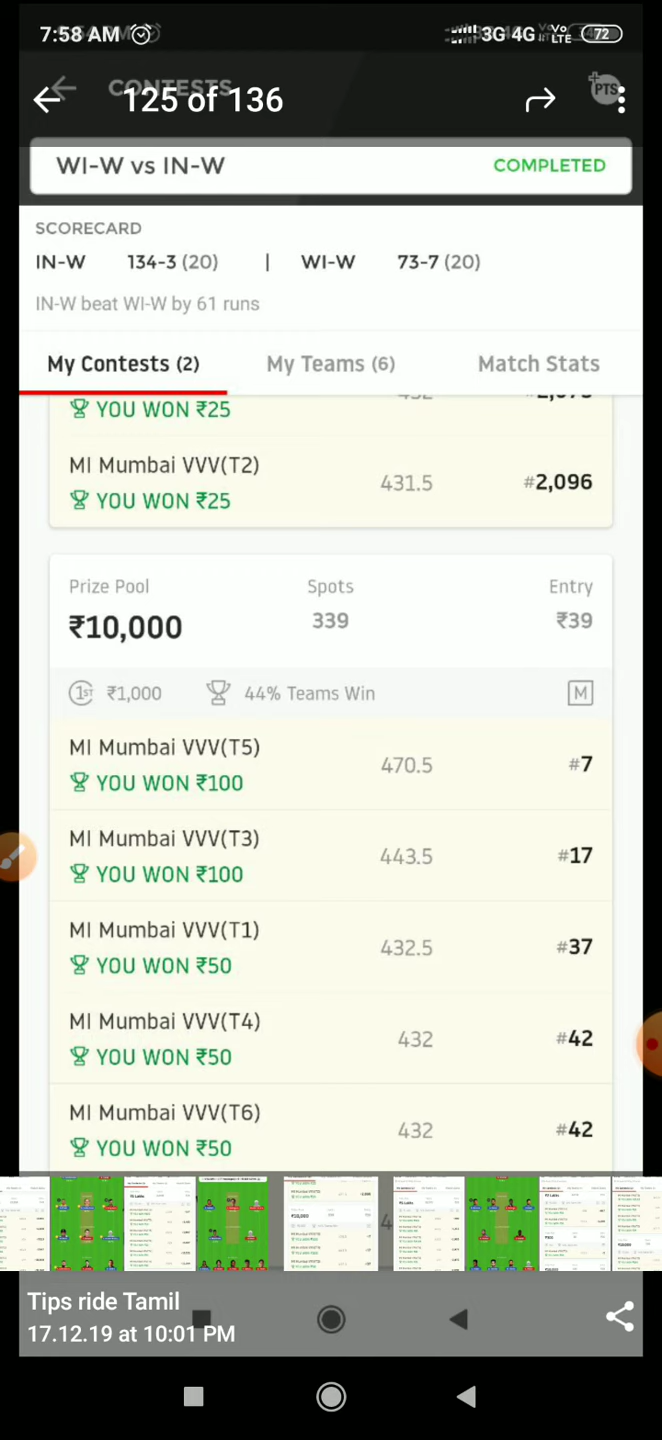 7:58 AM
3G 4G Vo LTE 72
CONTESTS
125 of 136
PTS
WI-W vs IN-W COMPLETED
SCORECARD
IN-W 134-3 (20) | WI-W 73-7 (20)
IN-W beat WI-W by 61 runs
My Contests (2) My Teams (6) Match Stats
YOU WON ₹25
MI Mumbai VVV(T2) 431.5 #2,096
YOU WON ₹25
Prize Pool Spots Entry
₹10,000 339 ₹39
1ST ₹1,000 44% Teams Win M
MI Mumbai VVV(T5) 470.5 #7
YOU WON ₹100
MI Mumbai VVV(T3) 443.5 #17
YOU WON ₹100
MI Mumbai VVV(T1) 432.5 #37
YOU WON ₹50
MI Mumbai VVV(T4) 432 #42
YOU WON ₹50
MI Mumbai VVV(T6) 432 #42
YOU WON ₹50
Tips ride Tamil
17.12.19 at 10:01 PM